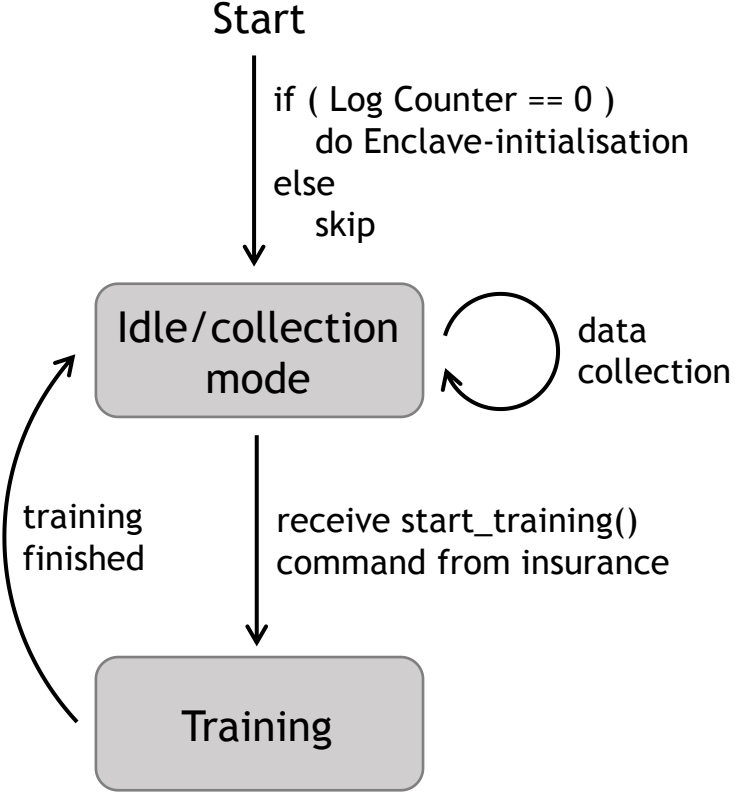 Start
if ( Log Counter == 0 )
do Enclave-initialisation
else
skip
Idle/collection
mode
data
collection
training
finished
receive start_training()
command from insurance
Training